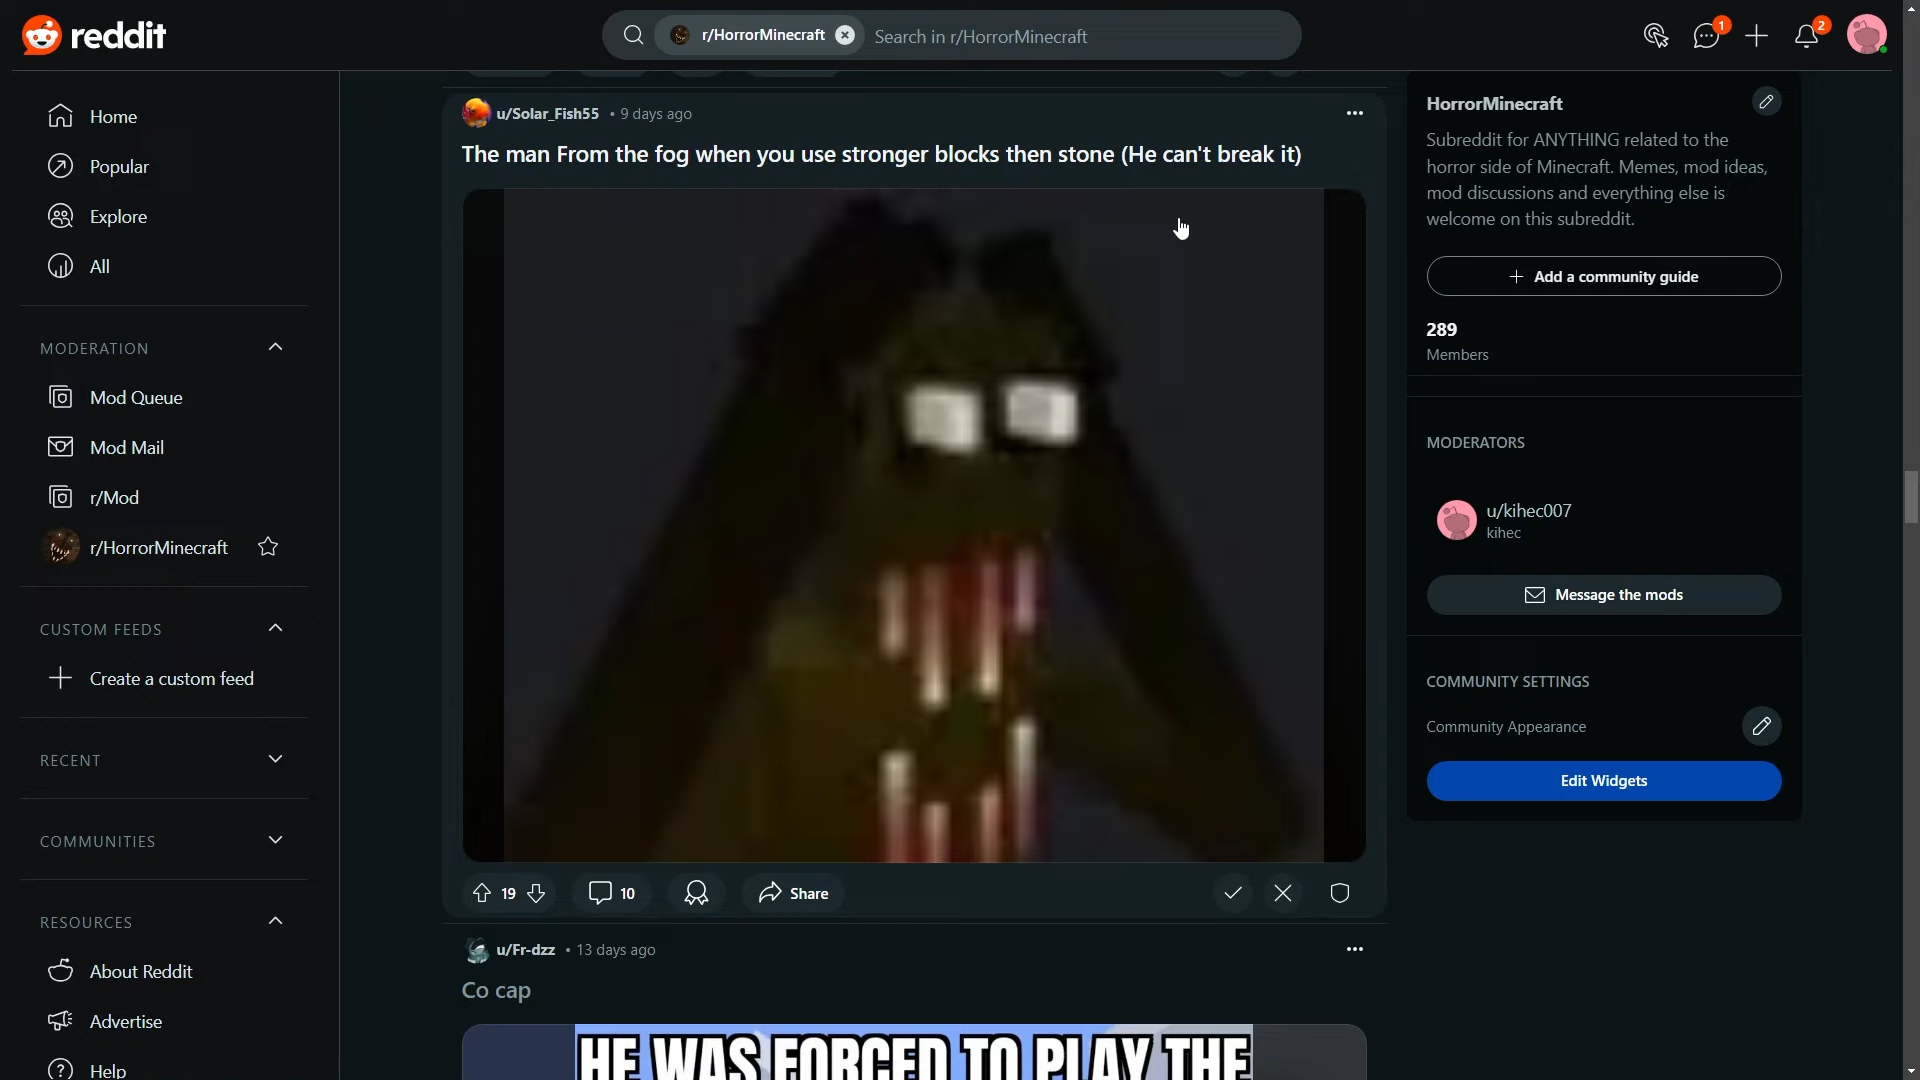 reddit
r/HorrorMinecraft
Search in r/HorrorMinecraft
1
2
Home
Popular
Explore
All
MODERATION
Mod Queue
Mod Mail
r/Mod
r/HorrorMinecraft
CUSTOM FEEDS
Create a custom feed
RECENT
COMMUNITIES
RESOURCES
About Reddit
Advertise
Help
u/Solar_Fish55 • 9 days ago
The man From the fog when you use stronger blocks then stone (He can't break it)
19
10
Share
u/Fr-dzz • 13 days ago
Co cap
HE WAS FORCED TO PLAY THE
HorrorMinecraft
Subreddit for ANYTHING related to the
horror side of Minecraft. Memes, mod ideas,
mod discussions and everything else is
welcome on this subreddit.
Add a community guide
289
Members
MODERATORS
u/kihec007
kihec
Message the mods
COMMUNITY SETTINGS
Community Appearance
Edit Widgets